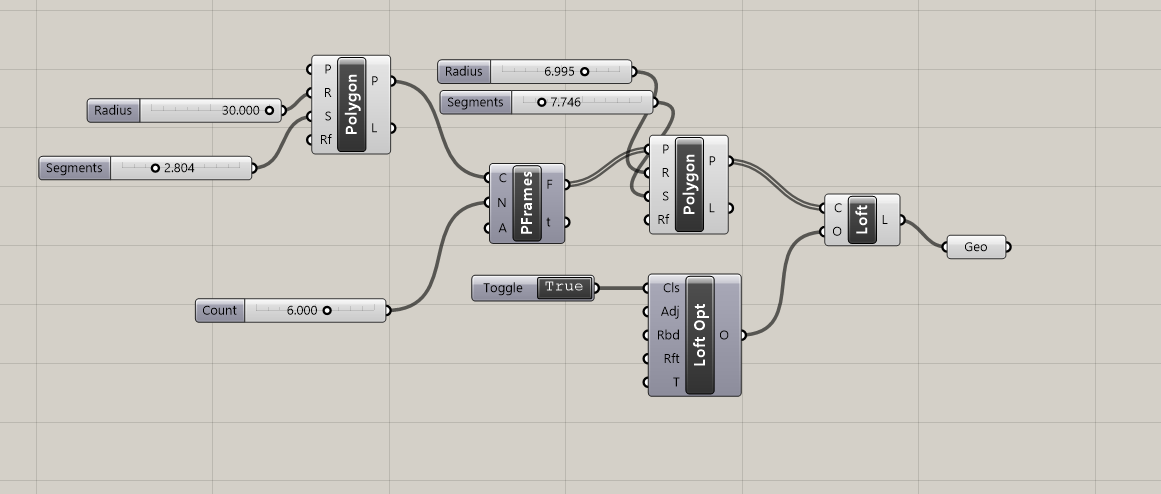 Radius 30.000
Segments 2.804
P
R
S
Rf
Polygon
P
L
Radius 6.995
Segments 7.746
C
N
A
PFrames
F
t
Count 6.000
P
R
S
Rf
Polygon
P
L
Toggle True
Cls
Adj
Rbd
Rft
T
Loft Opt
O
C
O
Loft
L
Geo